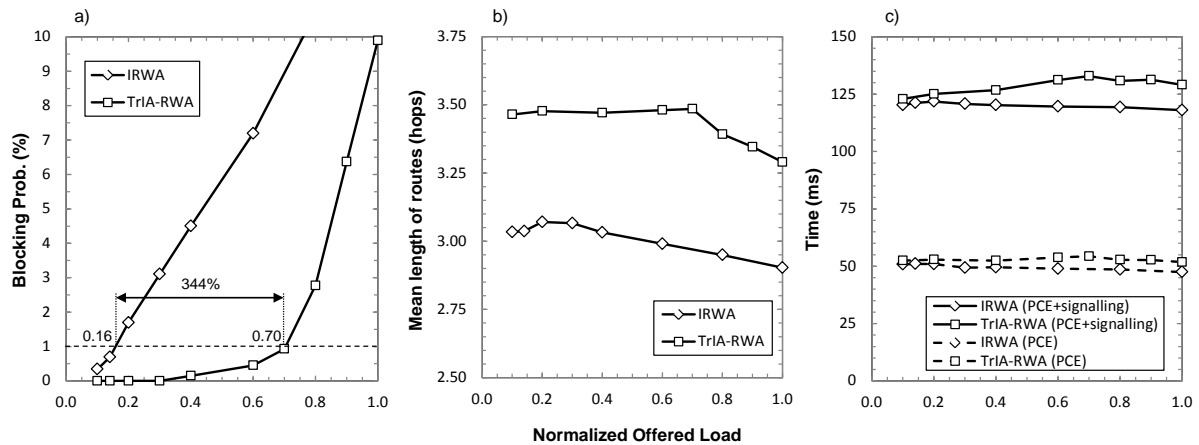 a)
Blocking Prob. (%)
10
9
8
7
6
5
4
3
2
1
0
IRWA
TrIA-RWA
344%
0.16
0.70
0.0 0.2 0.4 0.6 0.8 1.0
b)
Mean length of routes (hops)
3.75
3.50
3.25
3.00
2.75
2.50
IRWA
TrIA-RWA
0.0 0.2 0.4 0.6 0.8 1.0
Normalized Offered Load
c)
Time (ms)
150
125
100
75
50
25
0
IRWA (PCE+signalling)
TrIA-RWA (PCE+signalling)
IRWA (PCE)
TrIA-RWA (PCE)
0.0 0.2 0.4 0.6 0.8 1.0